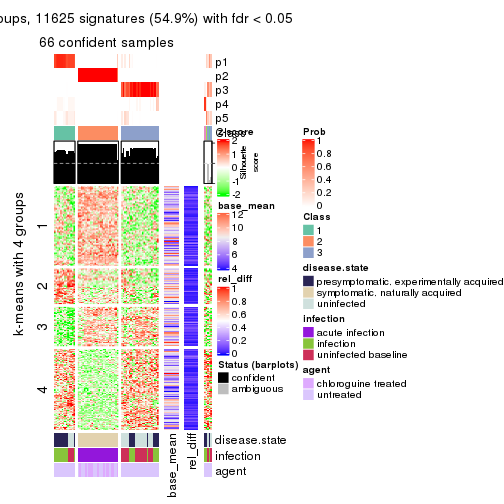 oups, 11625 signatures (54.9%) with fdr < 0.05
66 confident samples
p1
p2
p3
p4
p5
Class
z-score
2
1
0
-1
-2
Silhouette
score
base_mean
12
10
8
6
4
rel_diff
1
0.8
0.6
0.4
0.2
0
Status (barplots)
confident
ambiguous
Prob
1
0.8
0.6
0.4
0.2
0
Class
1
2
3
disease.state
presymptomatic. experimentally acquired
symptomatic. naturally acquired
uninfected
infection
acute infection
infection
uninfected baseline
agent
chloroguine treated
untreated
k-means with 4 groups
1
2
3
4
disease.state
infection
agent
base_mean
rel_diff